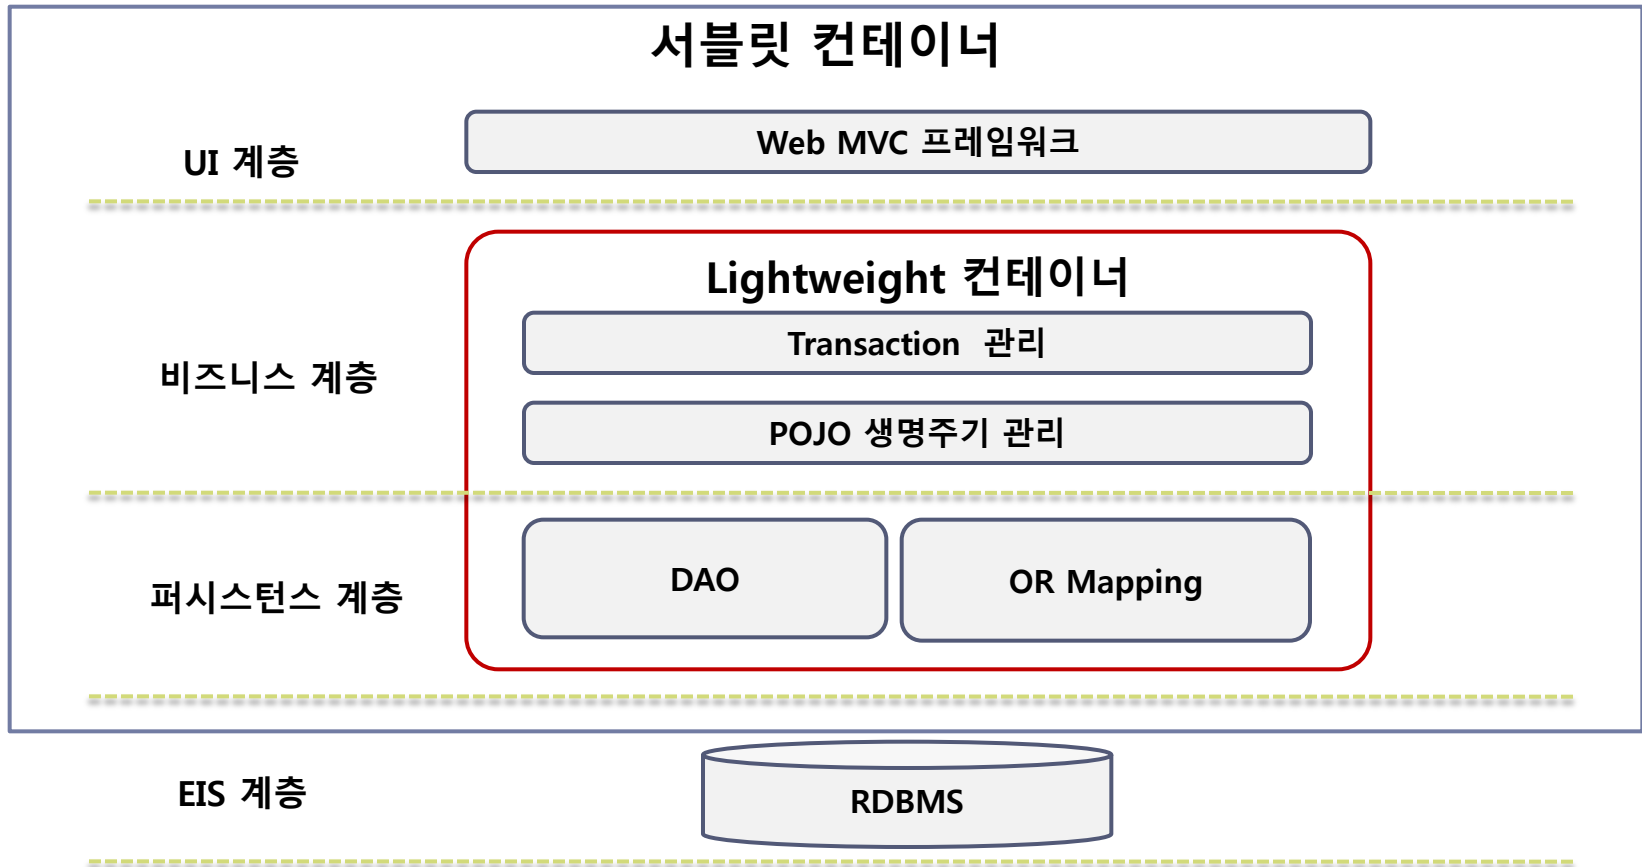 서블릿 컨테이너
UI 계층
Web MVC 프레임워크
Lightweight 컨테이너
Transaction 관리
비즈니스 계층
POJO 생명주기 관리
퍼시스턴스 계층
DAO
OR Mapping
EIS 계층
RDBMS